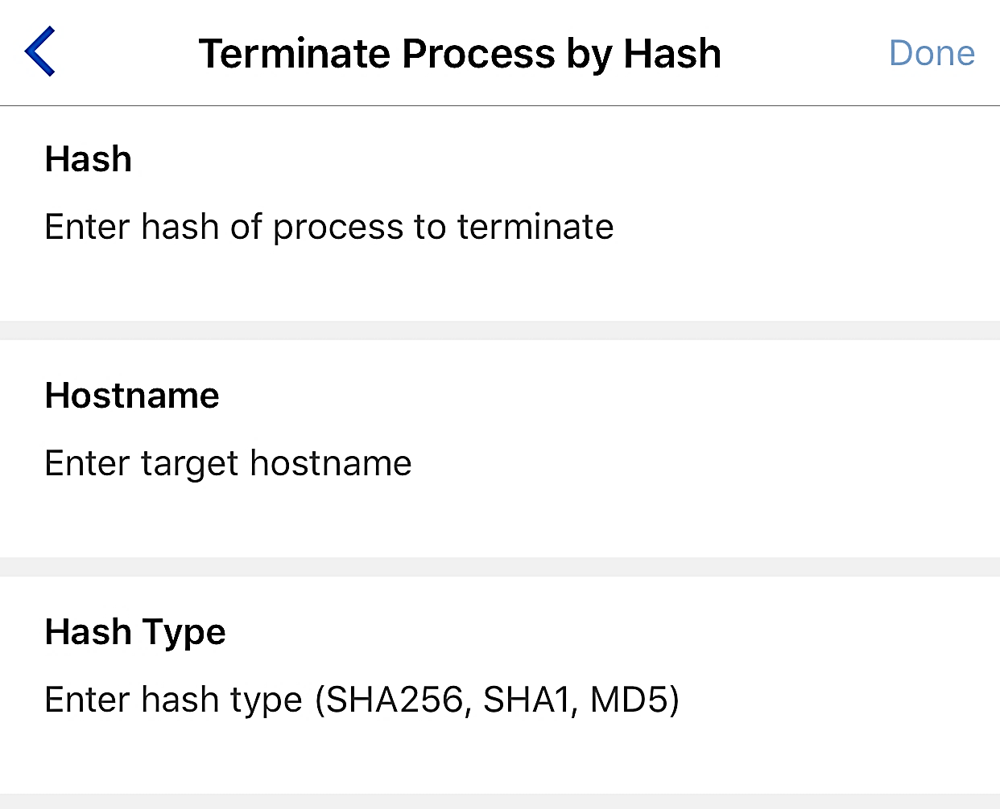 Terminate Process by Hash
Done
Hash
Enter hash of process to terminate
Hostname
Enter target hostname
Hash Type
Enter hash type (SHA256, SHA1, MD5)